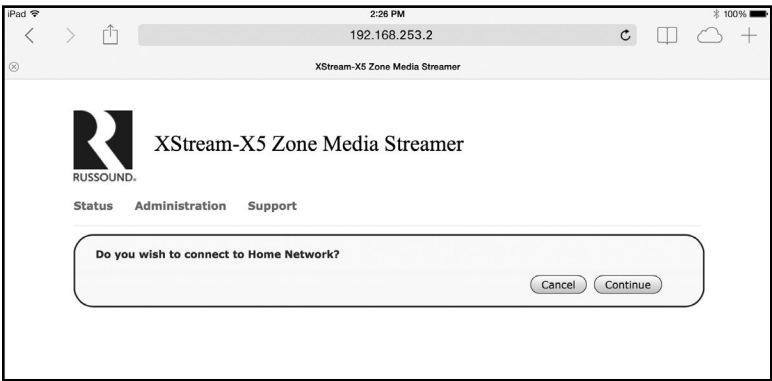 iPad 2:26 PM 100%
192.168.253.2
XStream-X5 Zone Media Streamer
XStream-X5 Zone Media Streamer
RUSSOUND®
Status Administration Support
Do you wish to connect to Home Network?
Cancel Continue